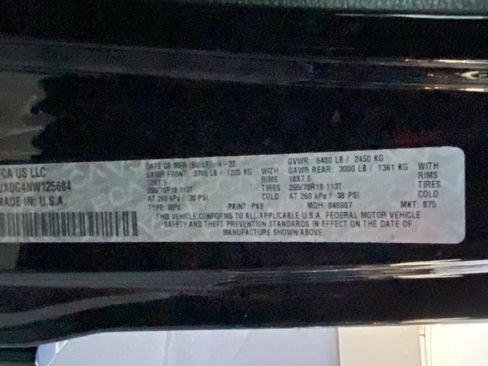 FCA US LLC
DATE OF MFR (BUILT): 4-22 GVWR: 6400 LB / 2450 KG
GAWR FRONT: 2700 LB / 1225 KG WITH GAWR REAR: 3000 LB / 1361 KG WITH
18X7.5 RIMS 18X7.5 RIMS
255/70R18 113T TIRES 255/70R18 113T TIRES
AT 260 kPa / 38 PSI COLD AT 260 kPa / 38 PSI COLD
XDG4NW125684
MADE IN: U.S.A
TYPE: MPV PAINT: PX8 MOD: 040907 MKT: 875
THIS VEHICLE CONFORMS TO ALL APPLICABLE U.S.A. FEDERAL MOTOR VEHICLE
SAFETY AND THEFT PREVENTION STANDARDS IN EFFECT ON THE DATE OF
MANUFACTURE SHOWN ABOVE.